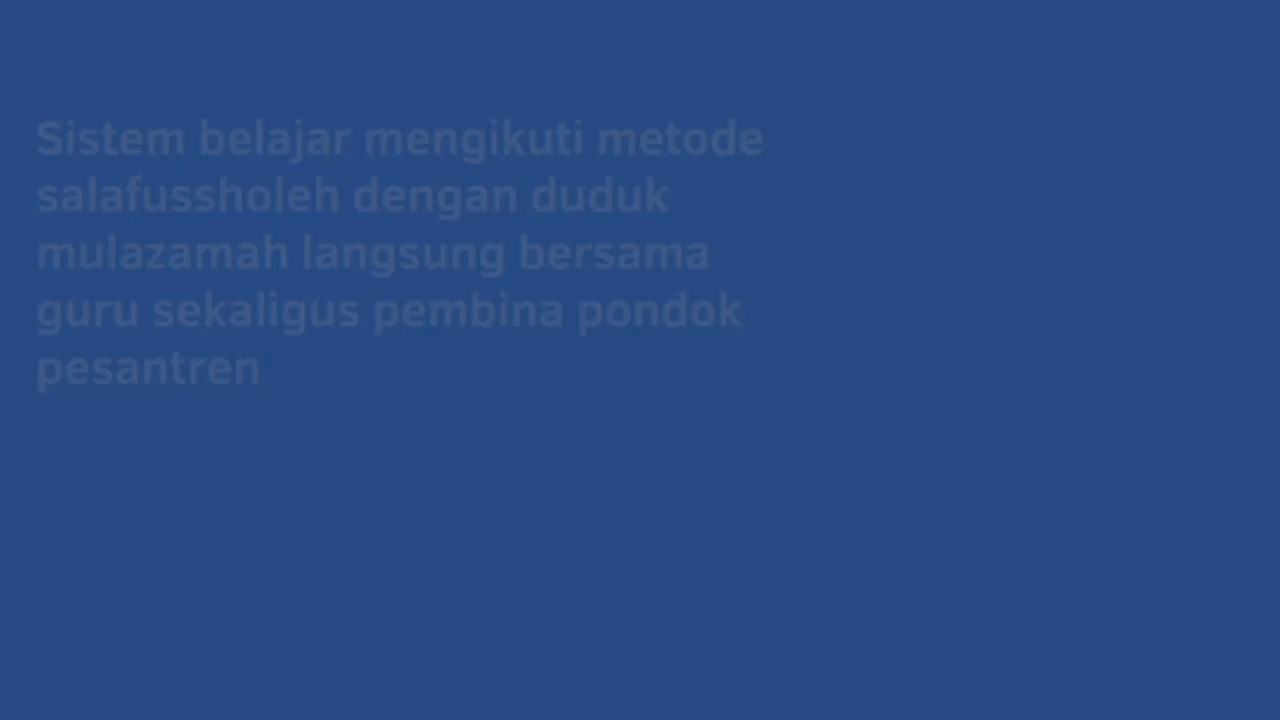 Sistem belajar mengikuti metode
salafussholeh dengan duduk
mulazamah langsung bersama
guru sekaligus pembina pondok
pesantren